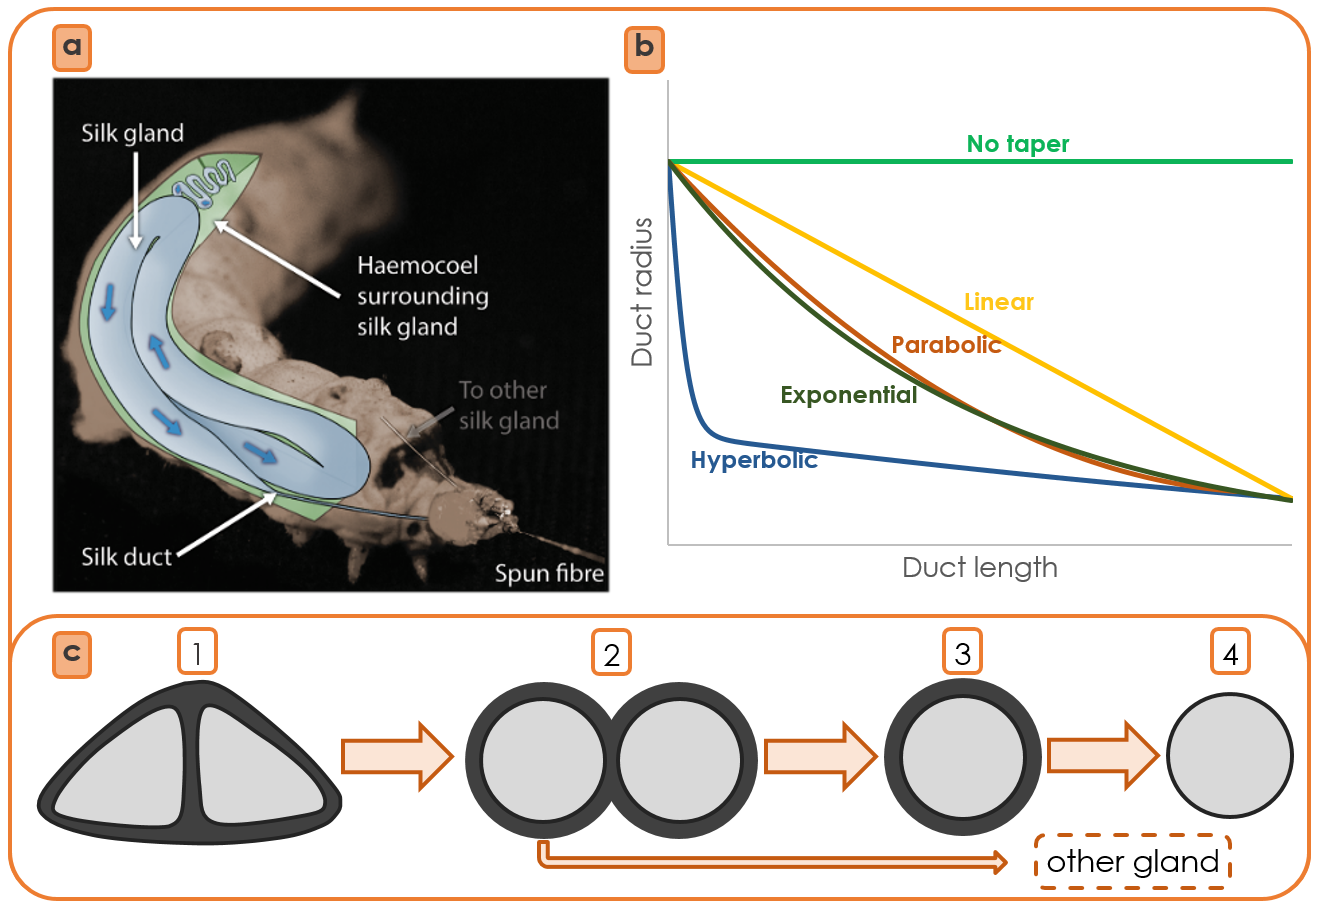 a
Silk gland
Haemocoel
surrounding
silk gland
To other
silk gland
Silk duct
Spun fibre
b
No taper
Linear
Parabolic
Exponential
Hyperbolic
Duct radius
Duct length
c
1
2
3
4
other gland